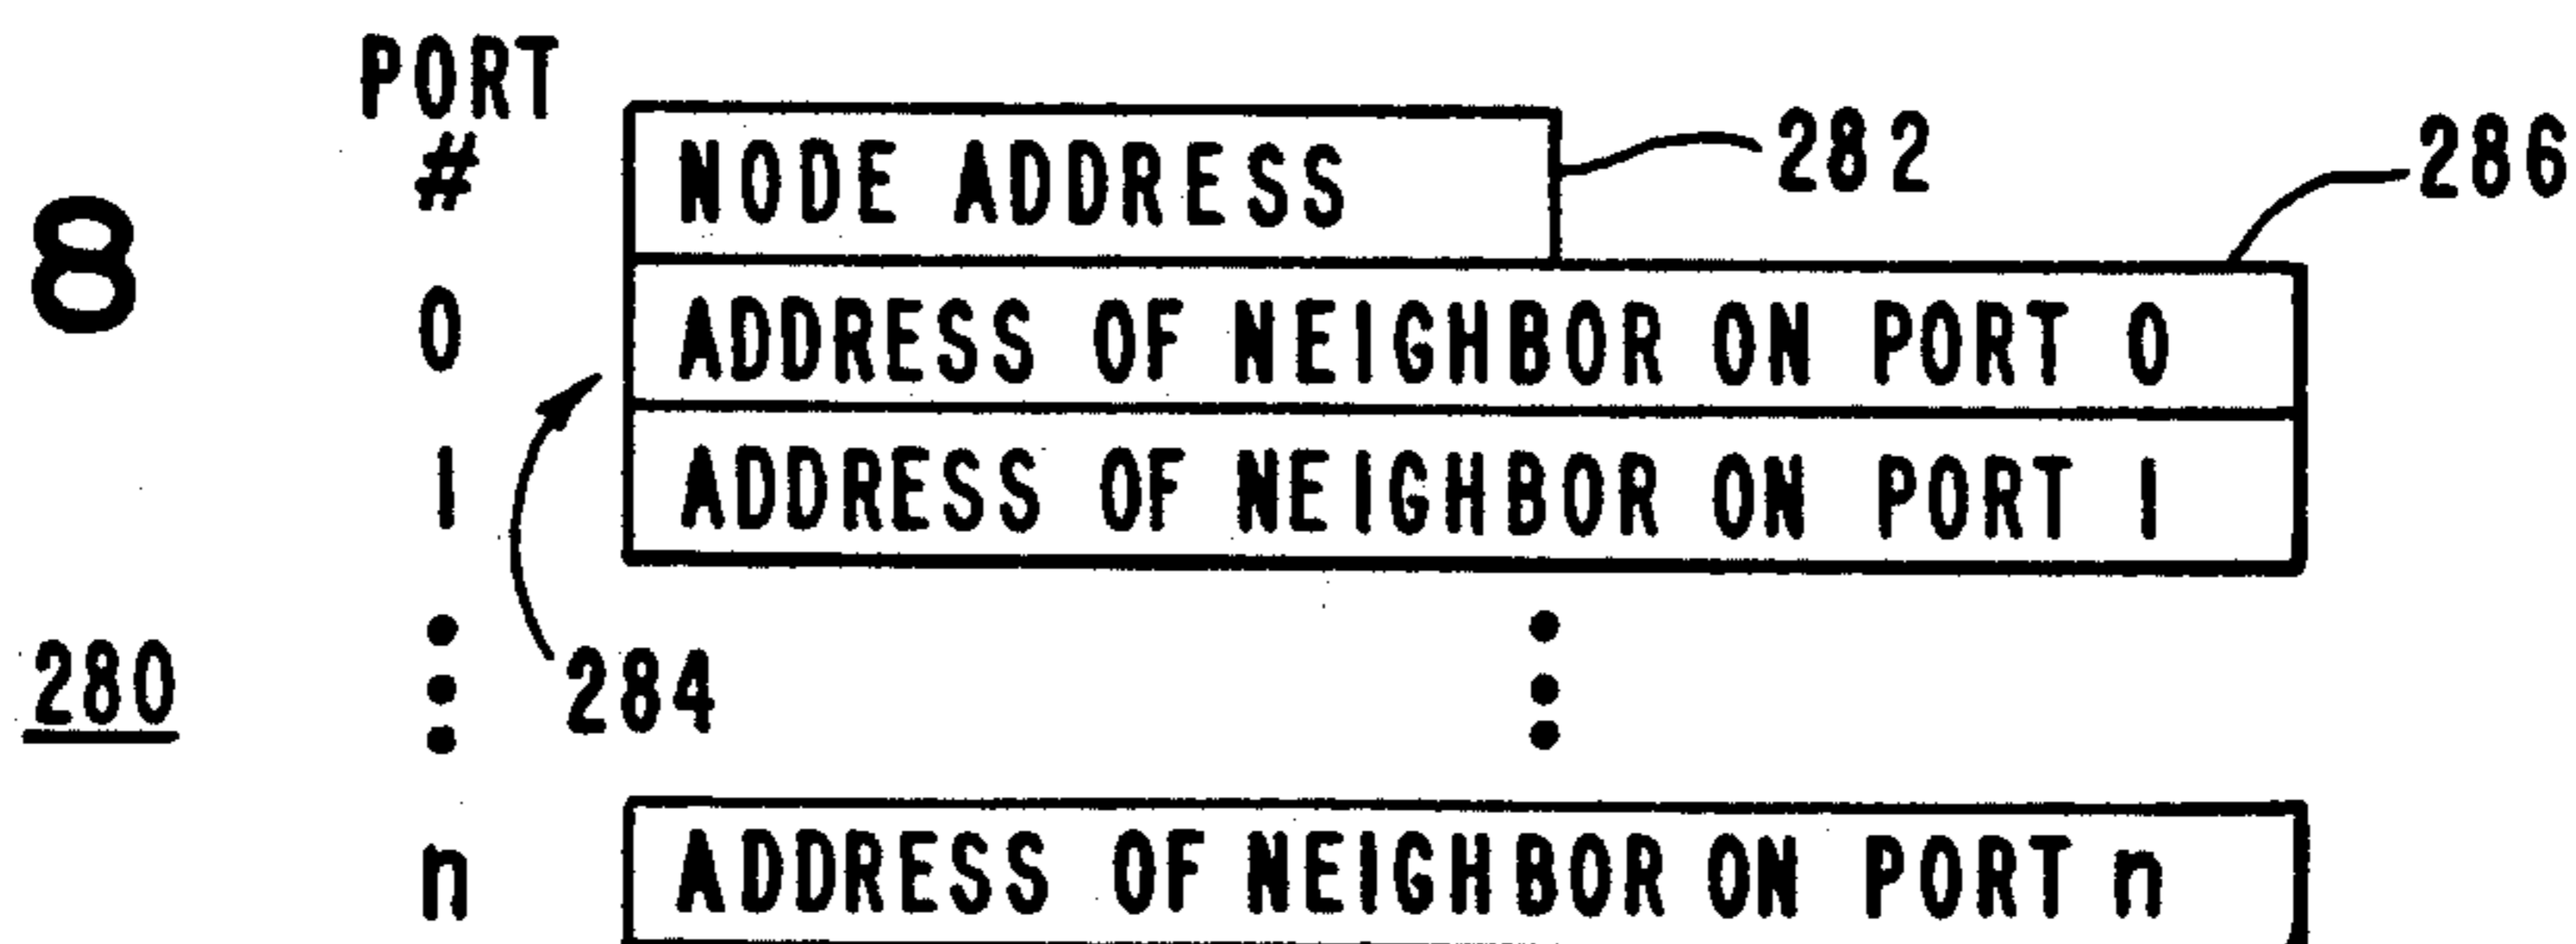 PORT
#
NODE ADDRESS
282
286
8
0
ADDRESS OF NEIGHBOR ON PORT 0
1
ADDRESS OF NEIGHBOR ON PORT 1
280
284
n
ADDRESS OF NEIGHBOR ON PORT n